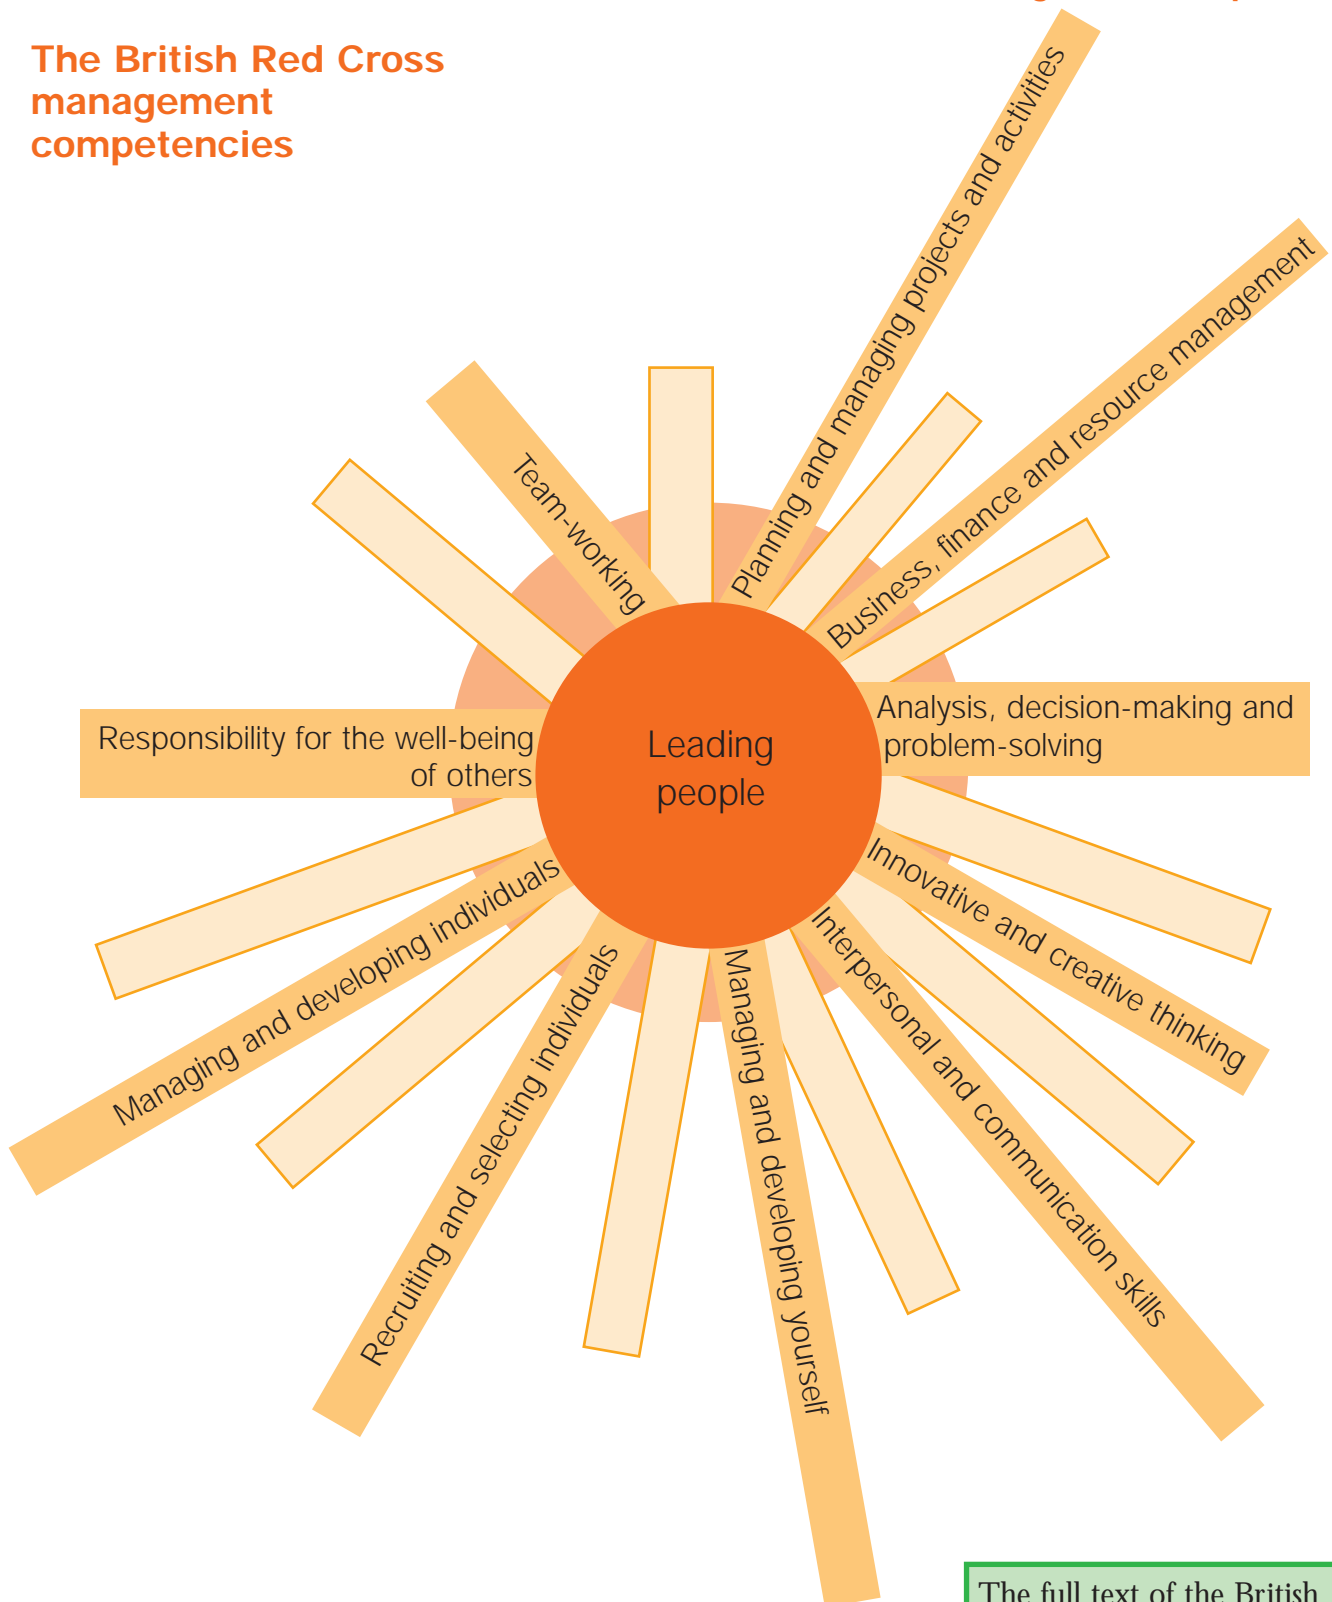 The British Red Cross
management
competencies
Planning and managing projects and activities
Business, finance and resource management
Analysis, decision-making and
problem-solving
Innovative and creative thinking
Interpersonal and communication skills
Managing and developing yourself
Recruiting and selecting individuals
Managing and developing individuals
Responsibility for the well-being
of others
Team-working
Leading
people
The full text of the British